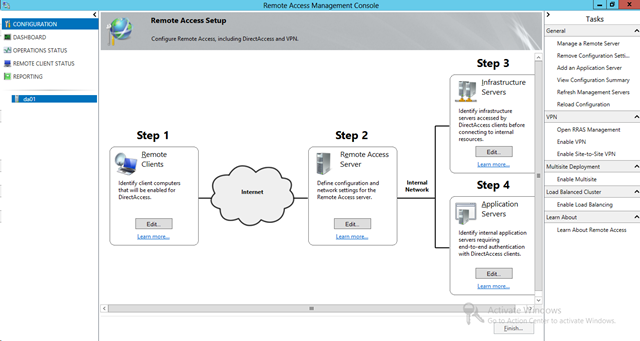 Remote Access Management Console
CONFIGURATION
DASHBOARD
OPERATIONS STATUS
REMOTE CLIENT STATUS
REPORTING
da01
Remote Access Setup
Configure Remote Access, including DirectAccess and VPN.
Step 1
Remote
Clients
Identify client computers
that will be enabled for
DirectAccess.
Edit...
Learn more...
Internet
Step 2
Remote Access
Server
Define configuration and
network settings for the
Remote Access server.
Edit...
Learn more...
Internal
Network
Step 3
Infrastructure
Servers
Identify infrastructure
servers accessed by
DirectAccess clients before
connecting to internal
resources.
Edit...
Learn more...
Step 4
Application
Servers
Identify internal application
servers requiring
end-to-end authentication
with DirectAccess clients.
Edit...
Learn more...
Activate Windows
Go to Action Center to activate Windows.
Finish...
Tasks
General
Manage a Remote Server
Remove Configuration Setti...
Add an Application Server
View Configuration Summary
Refresh Management Servers
Reload Configuration
VPN
Open RRAS Management
Enable VPN
Enable Site-to-Site VPN
Multisite Deployment
Enable Multisite
Load Balanced Cluster
Enable Load Balancing
Learn About
Learn About Remote Access